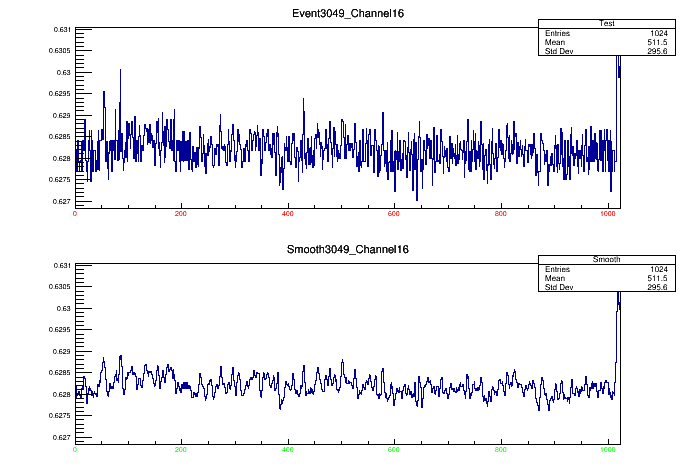 Event3049_Channel16
Test
Entries 1024
Mean 511.5
Std Dev 295.6
0.631
0.6305
0.63
0.6295
0.629
0.6285
0.628
0.6275
0.627
0 200 400 600 800 1000
Smooth3049_Channel16
Smooth
Entries 1024
Mean 511.5
Std Dev 295.6
0.631
0.6305
0.63
0.6295
0.629
0.6285
0.628
0.6275
0.627
0 200 400 600 800 1000